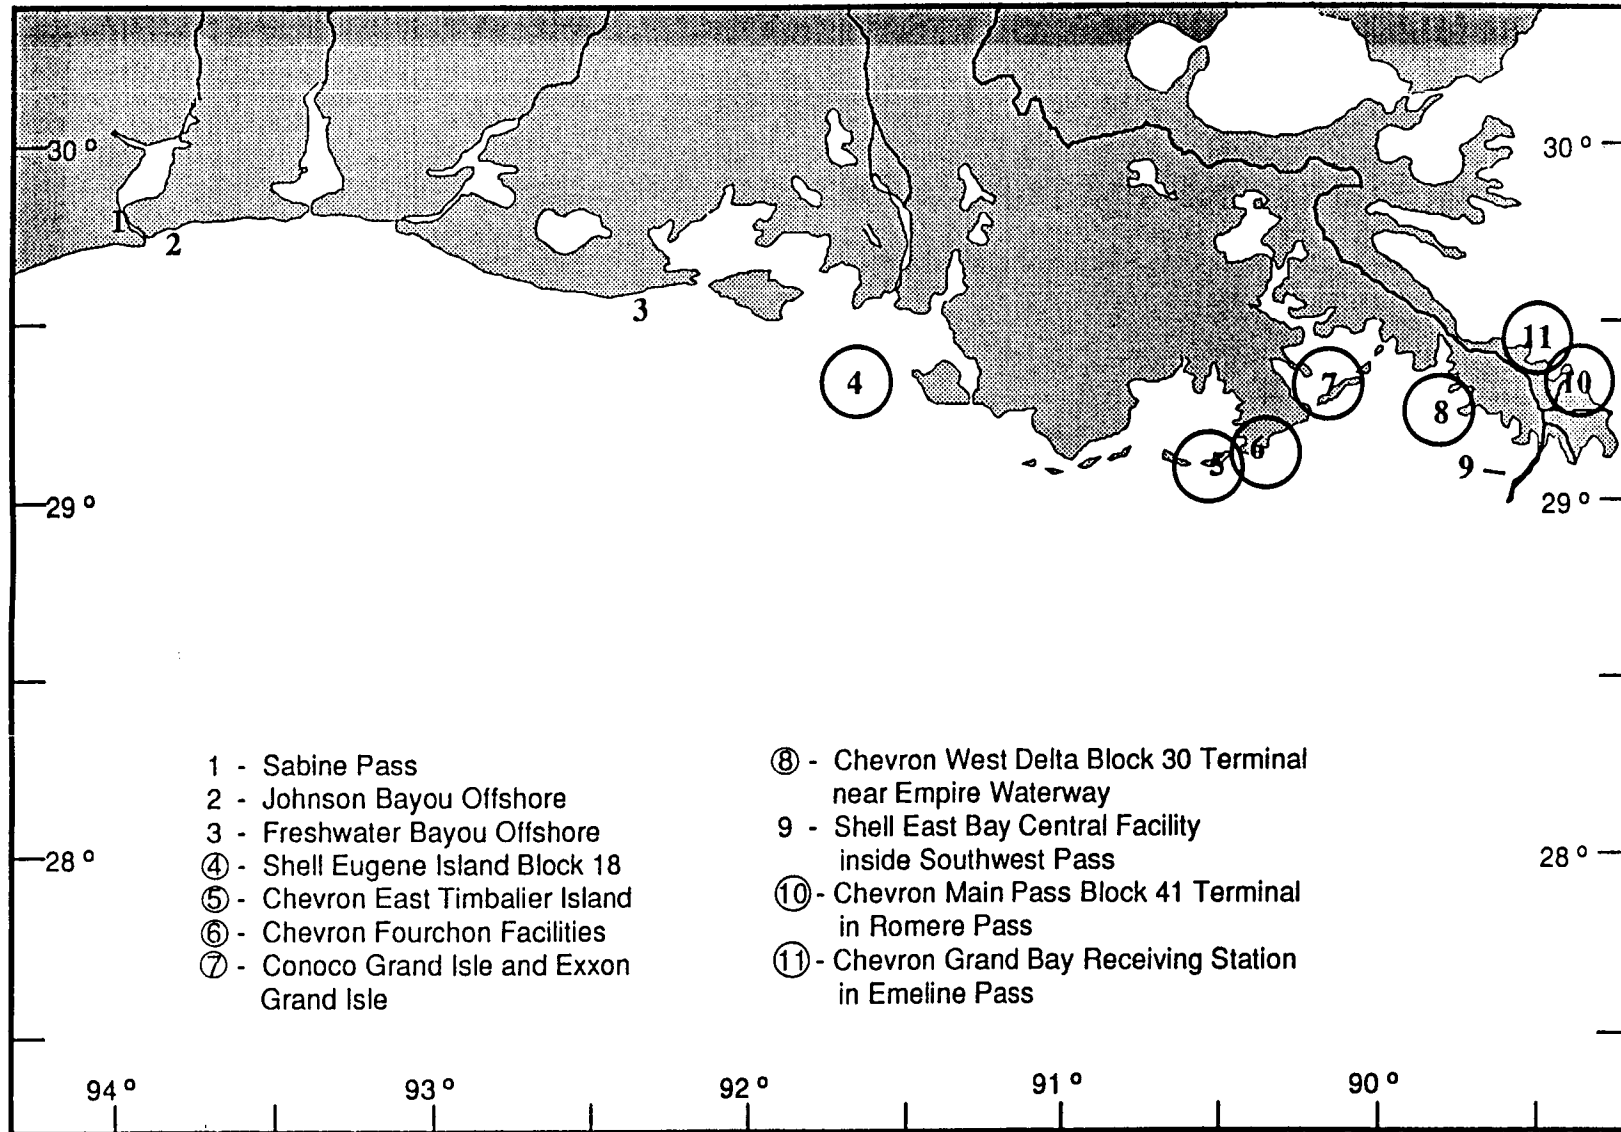 30 °
30 °
1
2
3
4
5
6
7
8
9
10
11
29 °
29 °
1 - Sabine Pass
2 - Johnson Bayou Offshore
3 - Freshwater Bayou Offshore
④ - Shell Eugene Island Block 18
⑤ - Chevron East Timbalier Island
⑥ - Chevron Fourchon Facilities
⑦ - Conoco Grand Isle and Exxon
Grand Isle
⑧ - Chevron West Delta Block 30 Terminal
near Empire Waterway
9 - Shell East Bay Central Facility
inside Southwest Pass
⑩ - Chevron Main Pass Block 41 Terminal
in Romere Pass
⑪ - Chevron Grand Bay Receiving Station
in Emeline Pass
28 °
28 °
94 °
93 °
92 °
91 °
90 °